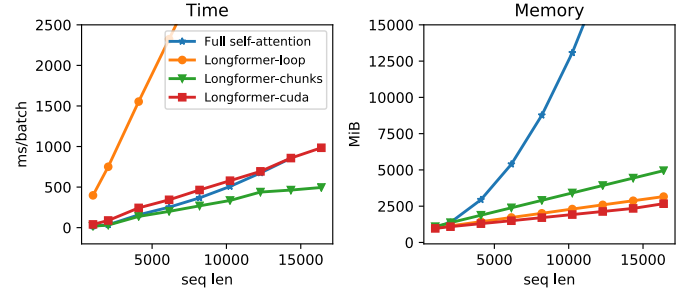 Time
2500
2000
1500
1000
500
0
ms/batch
5000
10000
15000
seq len
Full self-attention
Longformer-loop
Longformer-chunks
Longformer-cuda
Memory
15000
12500
10000
7500
5000
2500
0
MiB
5000
10000
15000
seq len